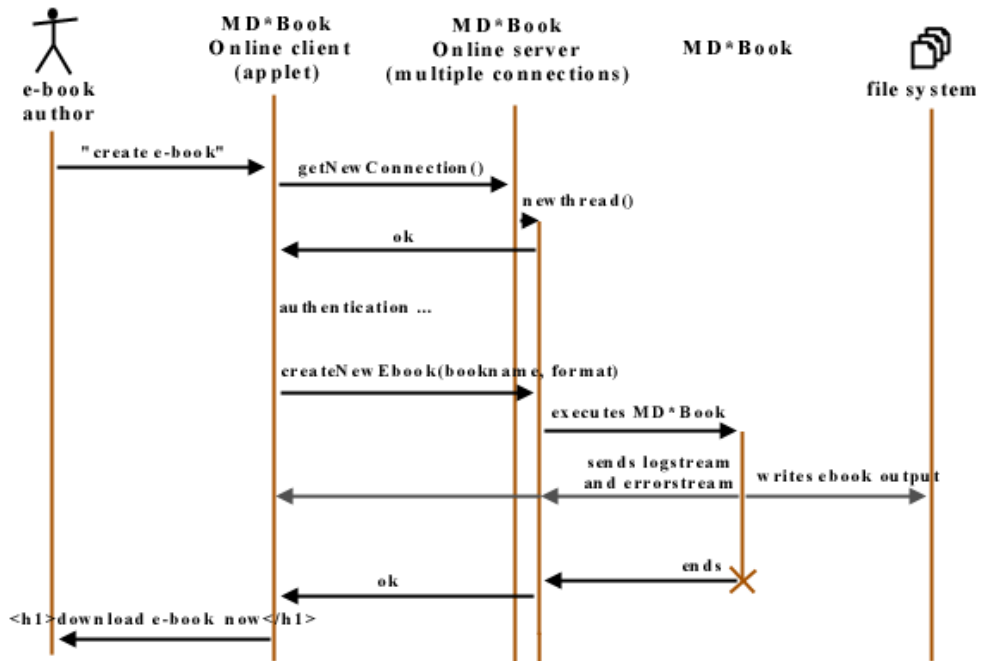 e-book
author
MD*Book
Online client
(applet)
MD*Book
Online server
(multiple connections)
MD*Book
file system
"create e-book"
getNewConnection()
newthread()
ok
authentication ...
createNewEbook(bookname, format)
executes MD*Book
sends logstream
and errorstream
writes ebook output
ends
ok
<h1>download e-book now</h1>